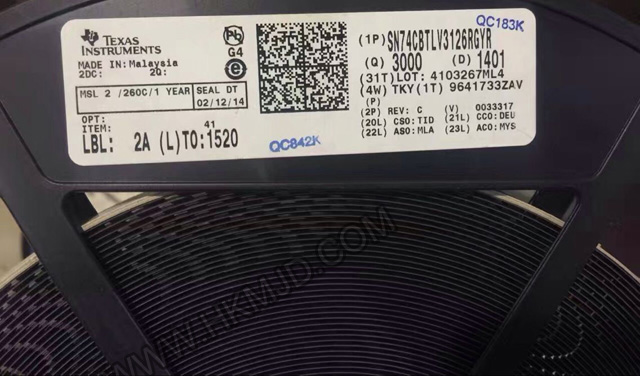 TEXAS
INSTRUMENTS
MADE IN: Malaysia
2DC: 2Q:
MSL 2 /260C/1 YEAR
SEAL DT
02/12/14
OPT:
ITEM: 41
LBL: 2A (L)TO:1520
Pb
G4
e
QC842K
QC183K
(1P) SN74CBTLV3126RGYR
(Q) 3000 (D) 1401
(31T)LOT: 4103267ML4
(4W) TKY(1T) 9641733ZAV
(P)
(2P) REV: C (V) 0033317
(20L) CSO:TID (21L) CCO:DEU
(22L) ASO:MLA (23L) ACO:MYS
WWW.HKMJD.COM